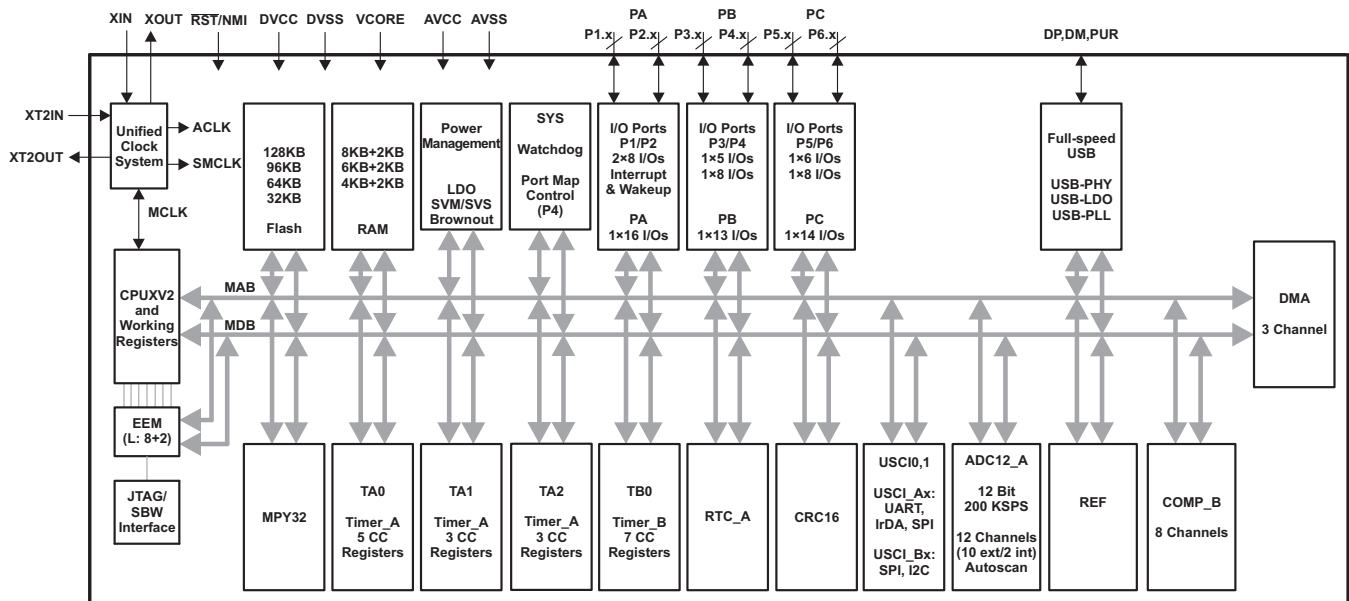 XIN XOUT RST/NMI DVCC DVSS VCORE AVCC AVSS
PA PB PC
P1.x P2.x P3.x P4.x P5.x P6.x
DP,DM,PUR
XT2IN
XT2OUT
Unified
Clock
System
ACLK
SMCLK
MCLK
128KB
96KB
64KB
32KB
Flash
8KB+2KB
6KB+2KB
4KB+2KB
RAM
Power
Management
LDO
SVM/SVS
Brownout
SYS
Watchdog
Port Map
Control
(P4)
I/O Ports
P1/P2
2×8 I/Os
Interrupt
& Wakeup
PA
1×16 I/Os
I/O Ports
P3/P4
1×5 I/Os
1×8 I/Os
PB
1×13 I/Os
I/O Ports
P5/P6
1×6 I/Os
1×8 I/Os
PC
1×14 I/Os
Full-speed
USB
USB-PHY
USB-LDO
USB-PLL
CPUXV2
and
Working
Registers
MAB
MDB
DMA
3 Channel
EEM
(L: 8+2)
JTAG/
SBW
Interface
MPY32
TA0
Timer_A
5 CC
Registers
TA1
Timer_A
3 CC
Registers
TA2
Timer_A
3 CC
Registers
TB0
Timer_B
7 CC
Registers
RTC_A
CRC16
USCI0,1
USCI_Ax:
UART,
IrDA, SPI
USCI_Bx:
SPI, I2C
ADC12_A
12 Bit
200 KSPS
12 Channels
(10 ext/2 int)
Autoscan
REF
COMP_B
8 Channels